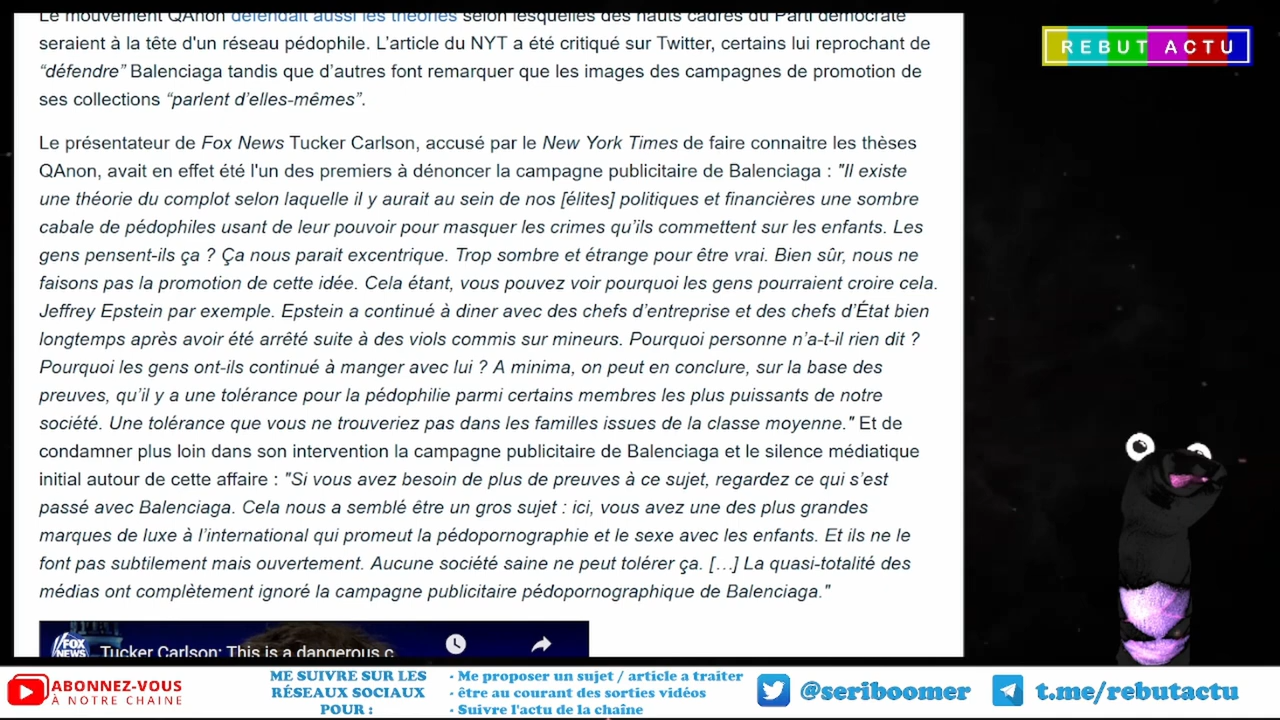 Le mouvement QAnon défendait aussi les théories selon lesquelles des hauts cadres du Parti démocrate
seraient à la tête d'un réseau pédophile. L'article du NYT a été critiqué sur Twitter, certains lui reprochant de
“défendre” Balenciaga tandis que d'autres font remarquer que les images des campagnes de promotion de
ses collections “parlent d'elles-mêmes”.
Le présentateur de Fox News Tucker Carlson, accusé par le New York Times de faire connaitre les thèses
QAnon, avait en effet été l'un des premiers à dénoncer la campagne publicitaire de Balenciaga : "Il existe
une théorie du complot selon laquelle il y aurait au sein de nos [élites] politiques et financières une sombre
cabale de pédophiles usant de leur pouvoir pour masquer les crimes qu'ils commettent sur les enfants. Les
gens pensent-ils ça ? Ça nous parait excentrique. Trop sombre et étrange pour être vrai. Bien sûr, nous ne
faisons pas la promotion de cette idée. Cela étant, vous pouvez voir pourquoi les gens pourraient croire cela.
Jeffrey Epstein par exemple. Epstein a continué à diner avec des chefs d'entreprise et des chefs d'État bien
longtemps après avoir été arrêté suite à des viols commis sur mineurs. Pourquoi personne n'a-t-il rien dit ?
Pourquoi les gens ont-ils continué à manger avec lui ? A minima, on peut en conclure, sur la base des
preuves, qu'il y a une tolérance pour la pédophilie parmi certains membres les plus puissants de notre
société. Une tolérance que vous ne trouveriez pas dans les familles issues de la classe moyenne." Et de
condamner plus loin dans son intervention la campagne publicitaire de Balenciaga et le silence médiatique
initial autour de cette affaire : "Si vous avez besoin de plus de preuves à ce sujet, regardez ce qui s'est
passé avec Balenciaga. Cela nous a semblé être un gros sujet : ici, vous avez une des plus grandes
marques de luxe à l'international qui promeut la pédopornographie et le sexe avec les enfants. Et ils ne le
font pas subtilement mais ouvertement. Aucune société saine ne peut tolérer ça. […] La quasi-totalité des
médias ont complètement ignoré la campagne publicitaire pédopornographique de Balenciaga."
FOX
NEWS
Tucker Carlson: This is a dangerous c
REBUT ACTU
ABONNEZ-VOUS
À NOTRE CHAINE
ME SUIVRE SUR LES
RÉSEAUX SOCIAUX
POUR :
· Me proposer un sujet / article a traiter
· être au courant des sorties vidéos
· Suivre l'actu de la chaîne
@seriboomer
t.me/rebutactu